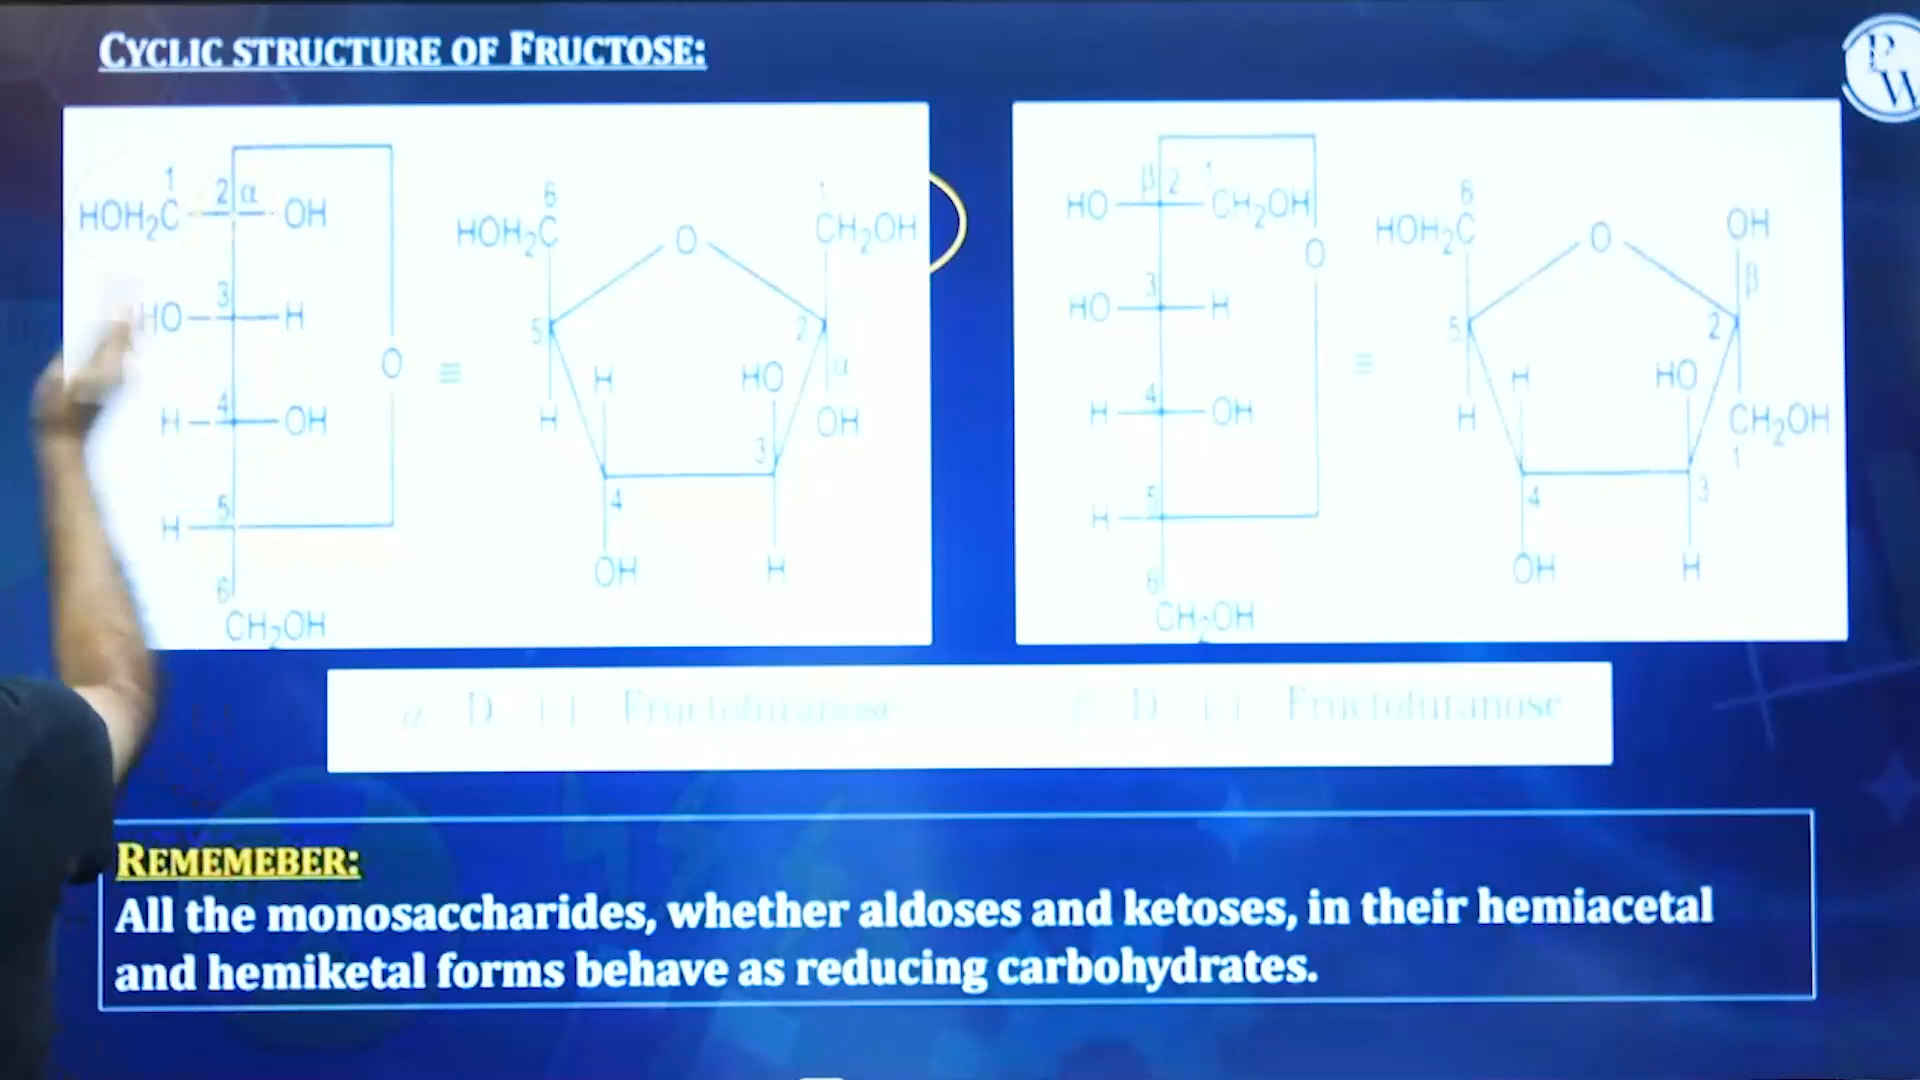 CYCLIC STRUCTURE OF FRUCTOSE:
PW
1
HOH₂C 2 α OH
HO 3 H
O
H 4 OH
H 5
6
CH₂OH
≡
6
HOH₂C O
1
CH₂OH
5 2
α
H H HO OH
3
4
OH H
β 2 1
HO CH₂OH
O
HO 3 H
H 4 OH
H 5
6
CH₂OH
≡
6
HOH₂C O OH
β
5 2
H H HO
CH₂OH
1
4 3
OH H
α D (-) Fructofuranose β D (-) Fructofuranose
REMEMEBER:
All the monosaccharides, whether aldoses and ketoses, in their hemiacetal
and hemiketal forms behave as reducing carbohydrates.